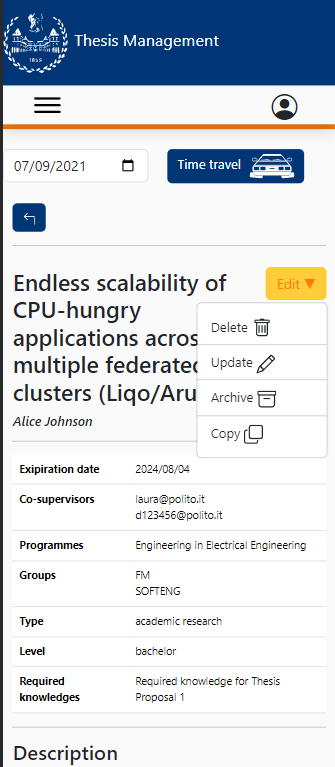 1859
Thesis Management
07/09/2021
Time travel
Edit ▼
Endless scalability of
CPU-hungry
applications acros
multiple federated
clusters (Liqo/Aru
Alice Johnson
Delete
Update
Archive
Copy
Exipiration date 2024/08/04
Co-supervisors laura@polito.it
d123456@polito.it
Programmes Engineering in Electrical Engineering
Groups FM
SOFTENG
Type academic research
Level bachelor
Required Required knowledge for Thesis
knowledges Proposal 1
Description